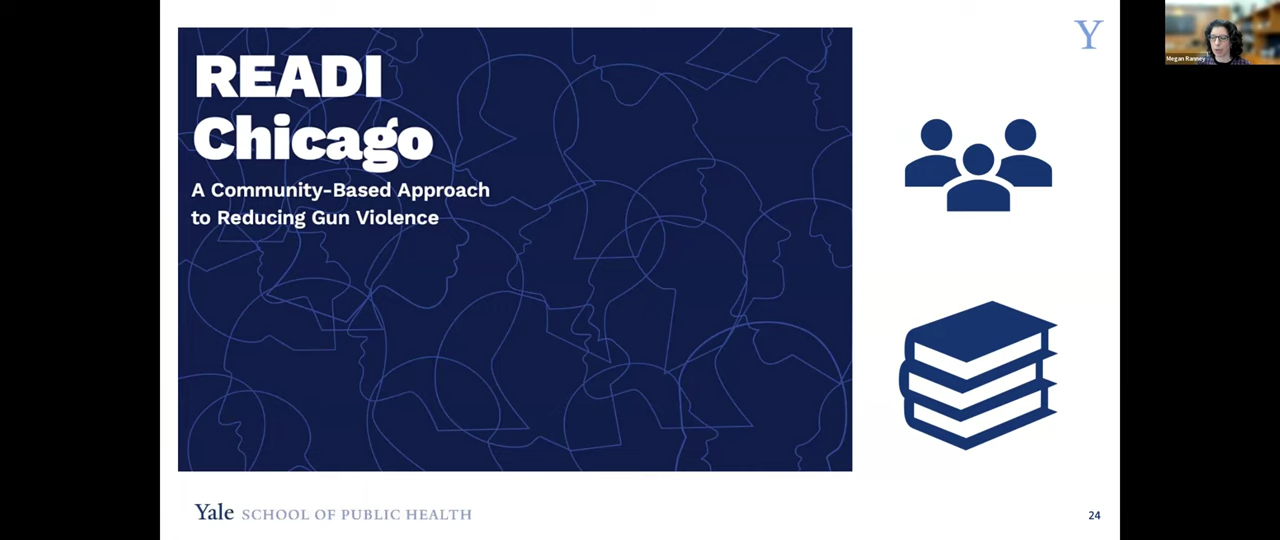 READI
Chicago
A Community-Based Approach
to Reducing Gun Violence
Y
Megan Ranney
Yale SCHOOL OF PUBLIC HEALTH
24